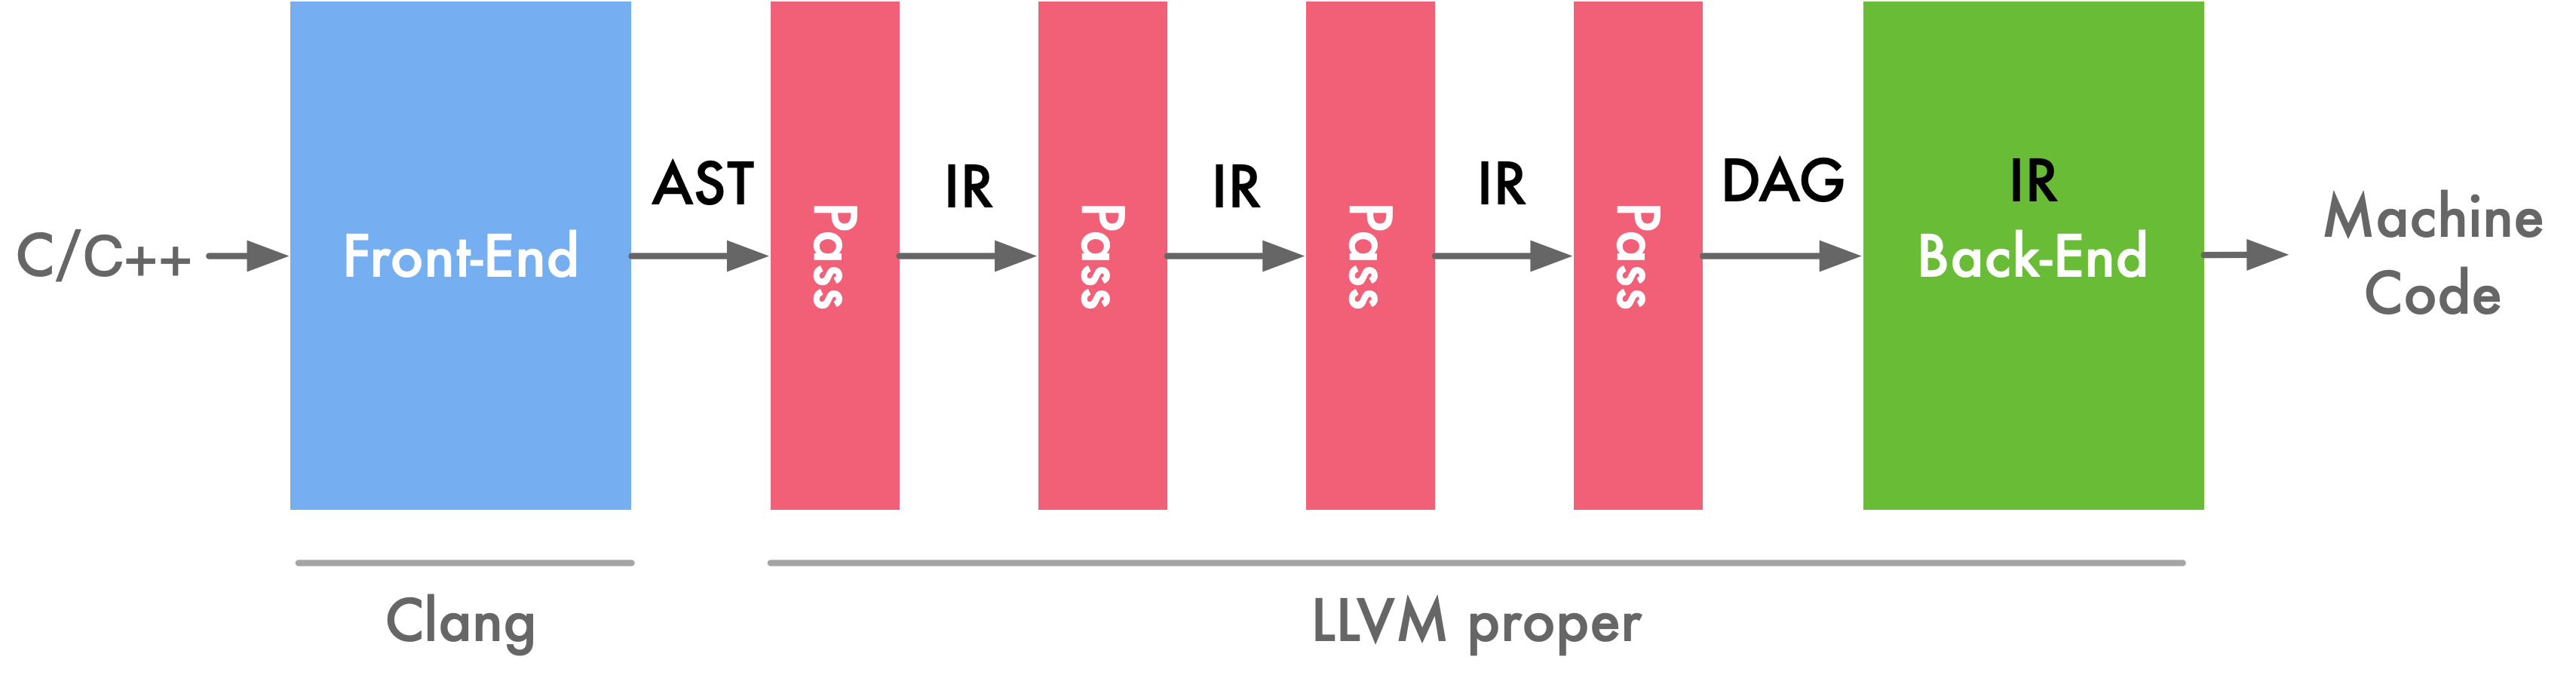 C/C++
Front-End
AST
Pass
IR
Pass
IR
Pass
IR
Pass
DAG
IR
Back-End
Machine
Code
Clang
LLVM proper